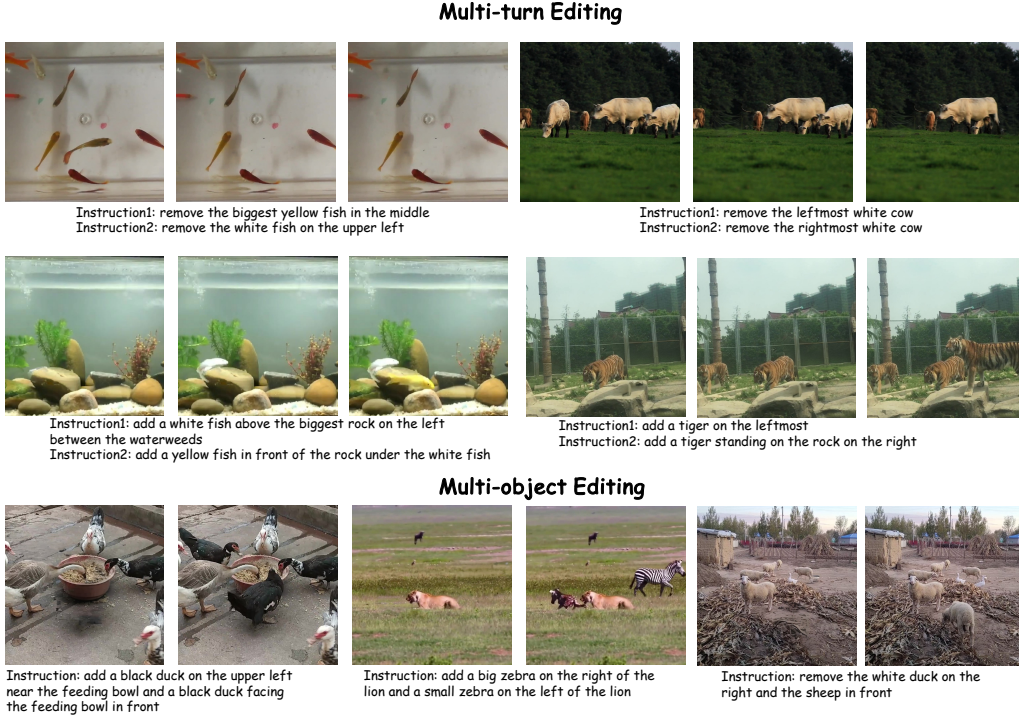 Multi-turn Editing
Instruction1: remove the biggest yellow fish in the middle
Instruction2: remove the white fish on the upper left
Instruction1: remove the leftmost white cow
Instruction2: remove the rightmost white cow
Instruction1: add a white fish above the biggest rock on the left
between the waterweeds
Instruction2: add a yellow fish in front of the rock under the white fish
Instruction1: add a tiger on the leftmost
Instruction2: add a tiger standing on the rock on the right
Multi-object Editing
Instruction: add a black duck on the upper left
near the feeding bowl and a black duck facing
the feeding bowl in front
Instruction: add a big zebra on the right of the
lion and a small zebra on the left of the lion
Instruction: remove the white duck on the
right and the sheep in front